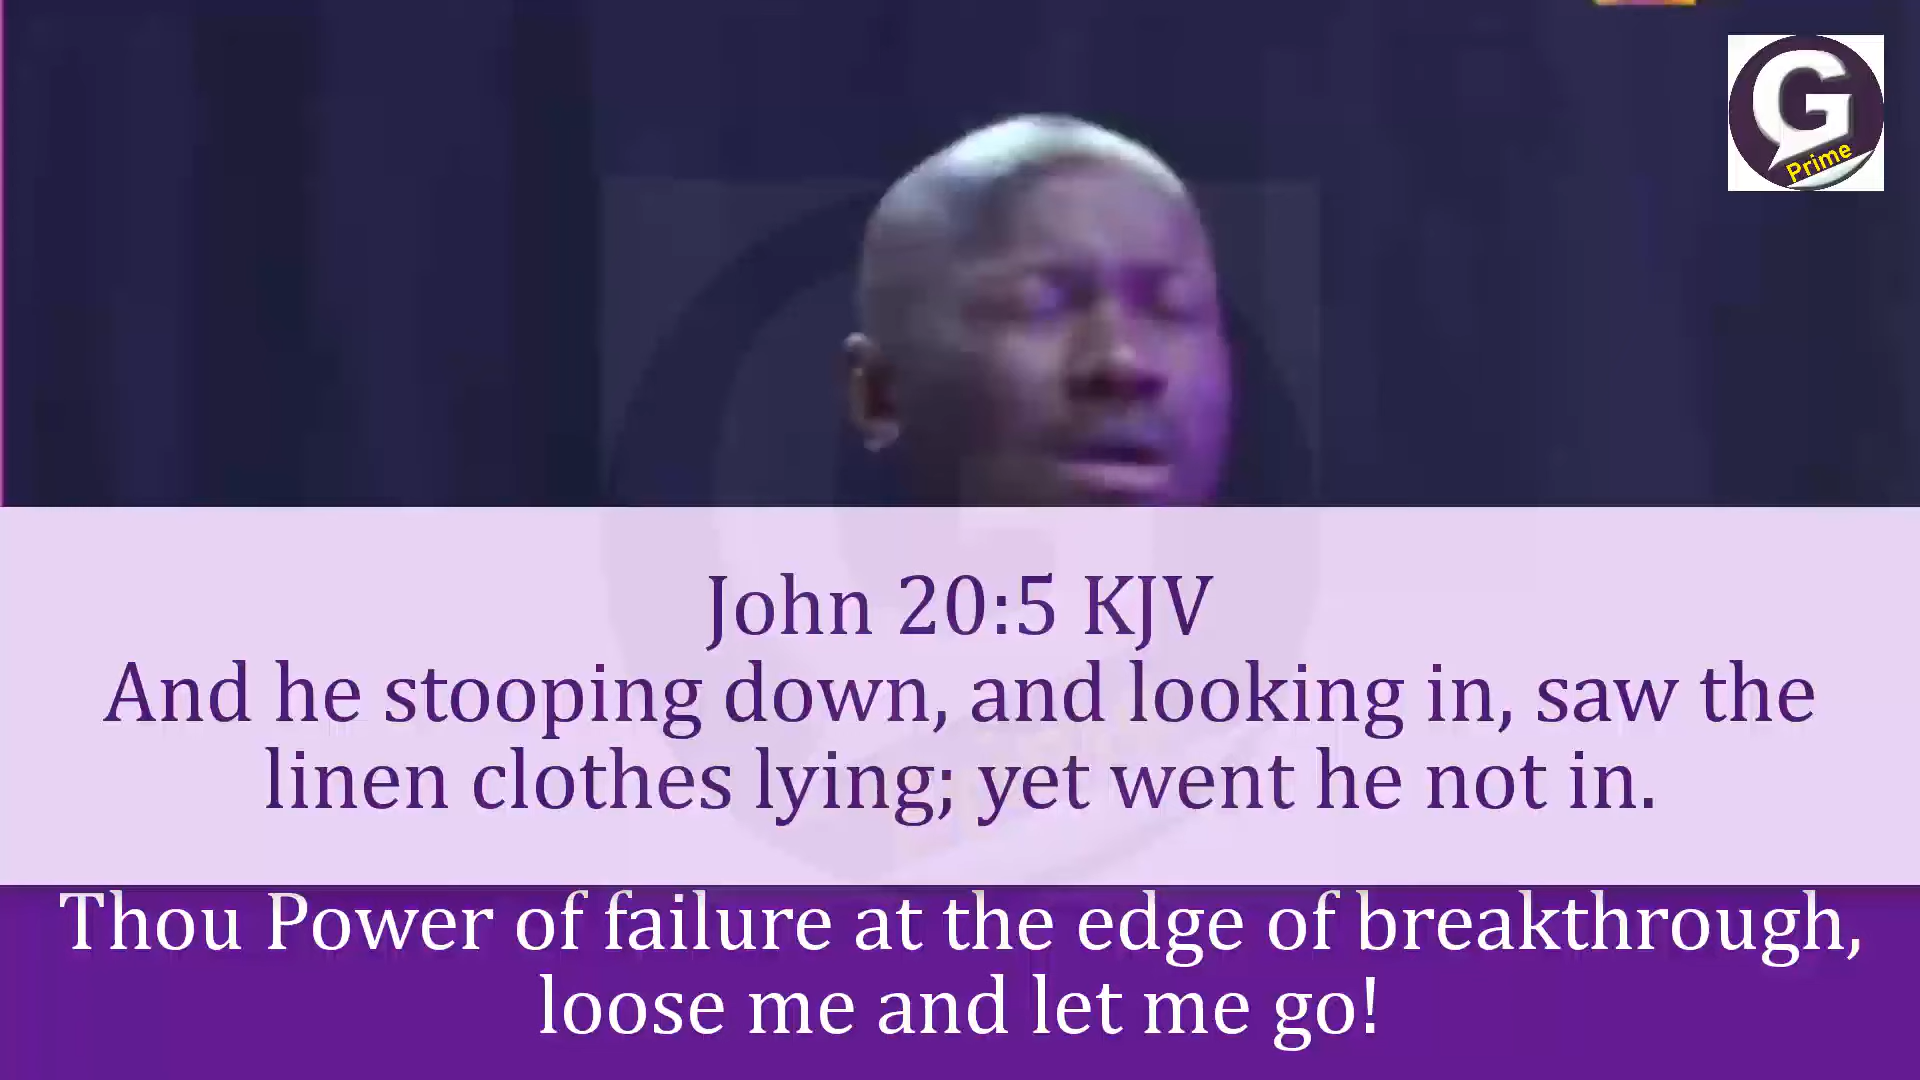 G
Prime
John 20:5 KJV
And he stooping down, and looking in, saw the
linen clothes lying; yet went he not in.
Thou Power of failure at the edge of breakthrough,
loose me and let me go!